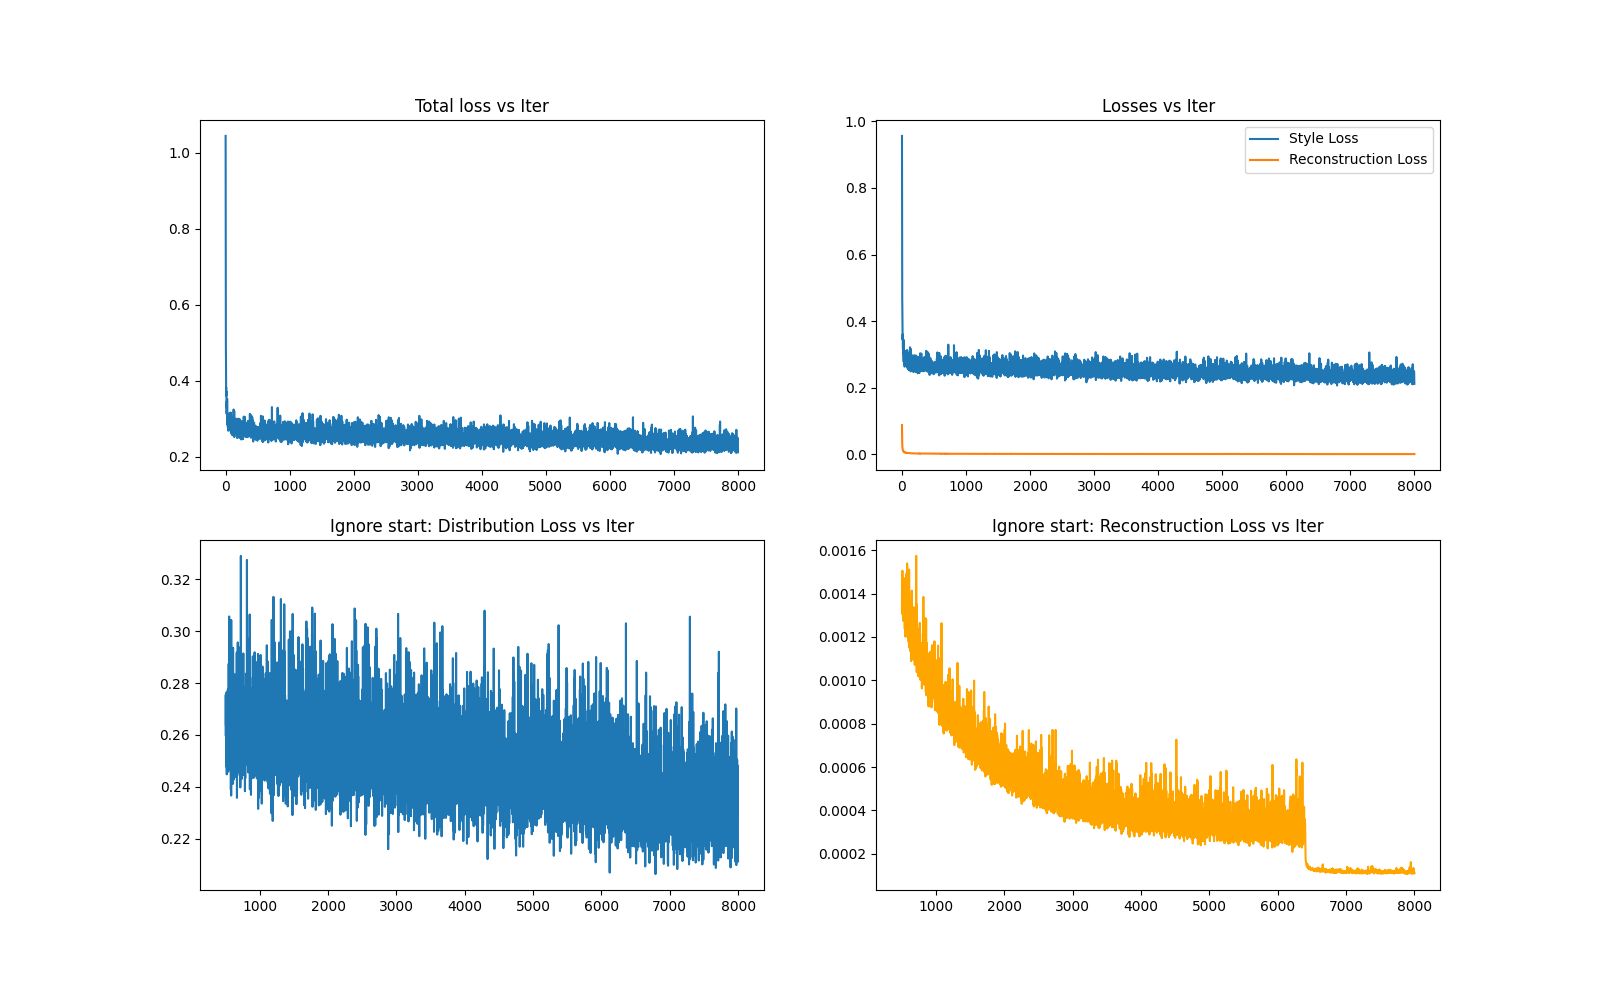 Total loss vs Iter
1.0
0.8
0.6
0.4
0.2
0 1000 2000 3000 4000 5000 6000 7000 8000
Losses vs Iter
Style Loss
Reconstruction Loss
1.0
0.8
0.6
0.4
0.2
0.0
0 1000 2000 3000 4000 5000 6000 7000 8000
Ignore start: Distribution Loss vs Iter
0.32
0.30
0.28
0.26
0.24
0.22
1000 2000 3000 4000 5000 6000 7000 8000
Ignore start: Reconstruction Loss vs Iter
0.0016
0.0014
0.0012
0.0010
0.0008
0.0006
0.0004
0.0002
1000 2000 3000 4000 5000 6000 7000 8000